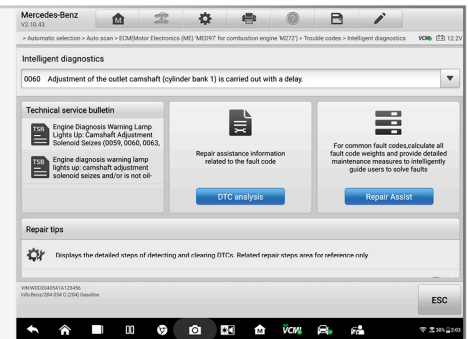 Mercedes-Benz
V2.10.43
> Automatic selection > Auto scan > ECM(Motor Electronics (ME) 'MED97' for combustion engine 'M272') > Trouble codes > Intelligent diagnostics
VCMI 12.2V
Intelligent diagnostics
0060 Adjustment of the outlet camshaft (cylinder bank 1) is carried out with a delay.
Technical service bulletin
TSB
Engine Diagnosis Warning Lamp
Lights Up: Camshaft Adjustment
Solenoid Seizes (0059, 0060, 0063,
TSB
Engine diagnosis warning lamp
lights up: camshaft adjustment
solenoid seizes and/or is not oil-
Repair assistance information
related to the fault code
DTC analysis
For common fault codes,calculate all
fault code weights and provide detailed
maintenance measures to intelligently
guide users to solve faults
Repair Assist
Repair tips
Displays the detailed steps of detecting and clearing DTCs. Related repair steps area for reference only.
VIN:WDD2040541A123456
Info:Benz/204.054 C.(204) Gasoline
ESC
VCMI
38% 2:03